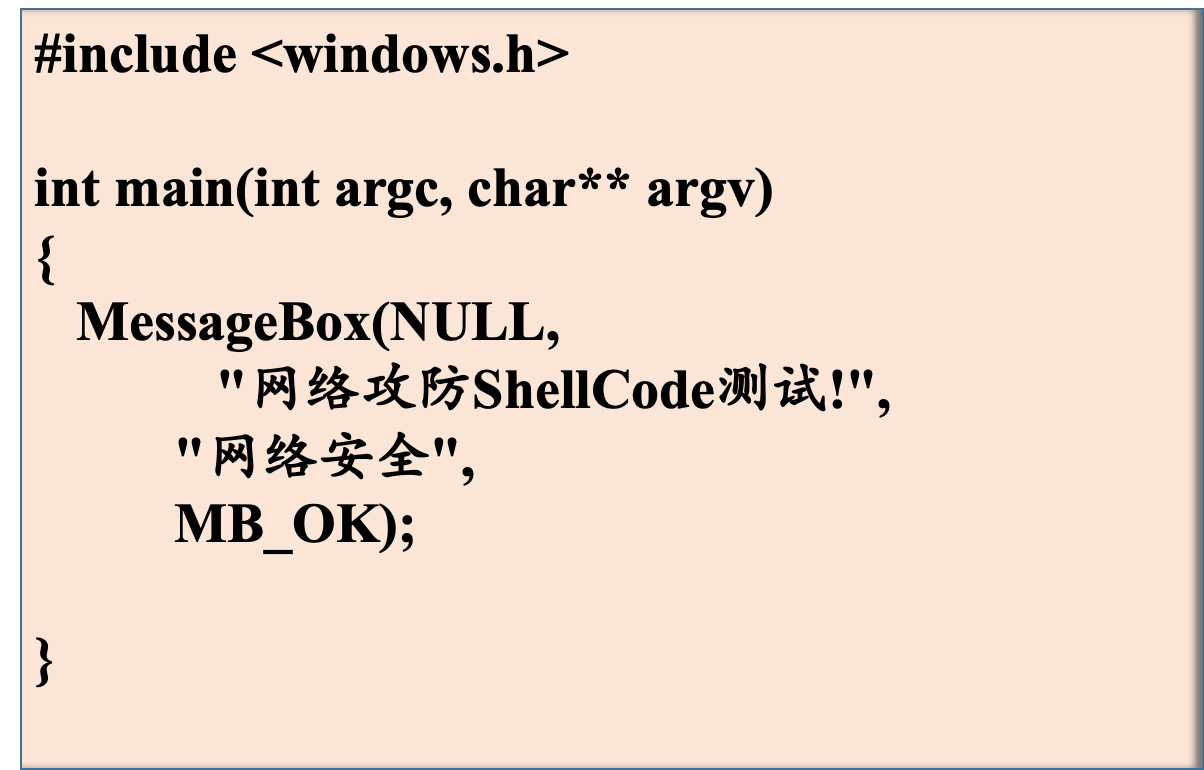 #include <windows.h>
int main(int argc, char** argv)
{
MessageBox(NULL,
"网络攻防ShellCode测试!",
"网络安全",
MB_OK);
}